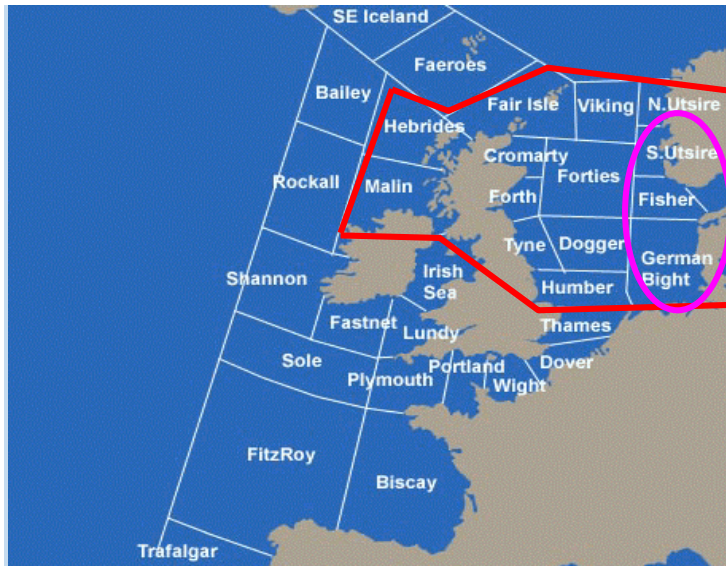 SE Iceland
Faeroes
Bailey
Fair Isle
Viking
N.Utsire
Hebrides
Cromarty
S.Utsire
Rockall
Malin
Forties
Forth
Fisher
Tyne
Dogger
Shannon
Irish
Sea
German
Bight
Humber
Fastnet
Lundy
Thames
Sole
Plymouth
Portland
Wight
Dover
FitzRoy
Biscay
Trafalgar